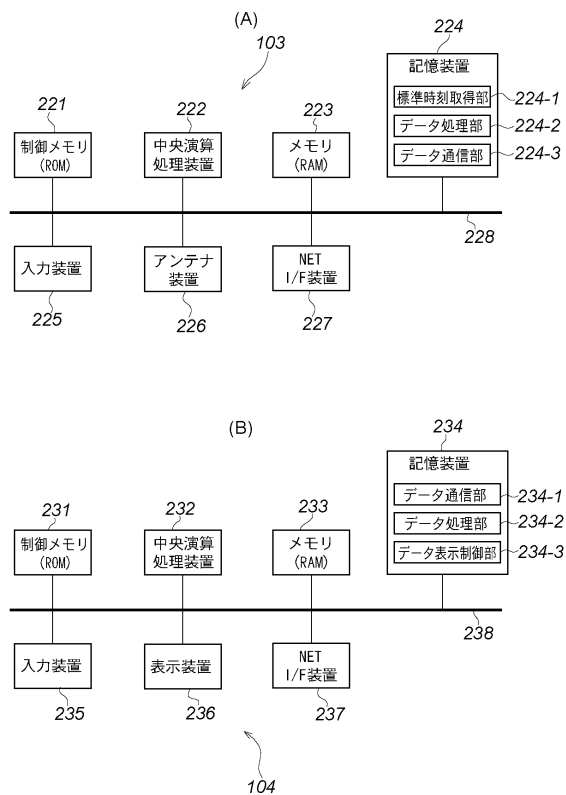 (A)
103
224
記憶装置
標準時刻取得部
224-1
データ処理部
224-2
データ通信部
224-3
221
制御メモリ
(ROM)
222
中央演算
処理装置
223
メモリ
(RAM)
228
入力装置
225
アンテナ
装置
226
NET
I/F装置
227
(B)
234
記憶装置
データ通信部
234-1
データ処理部
234-2
データ表示制御部
234-3
231
制御メモリ
(ROM)
232
中央演算
処理装置
233
メモリ
(RAM)
238
入力装置
235
表示装置
236
NET
I/F装置
237
104